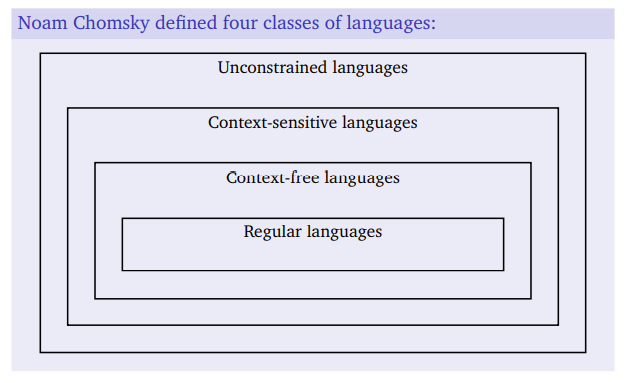 Noam Chomsky defined four classes of languages:
Unconstrained languages
Context-sensitive languages
Context-free languages
Regular languages